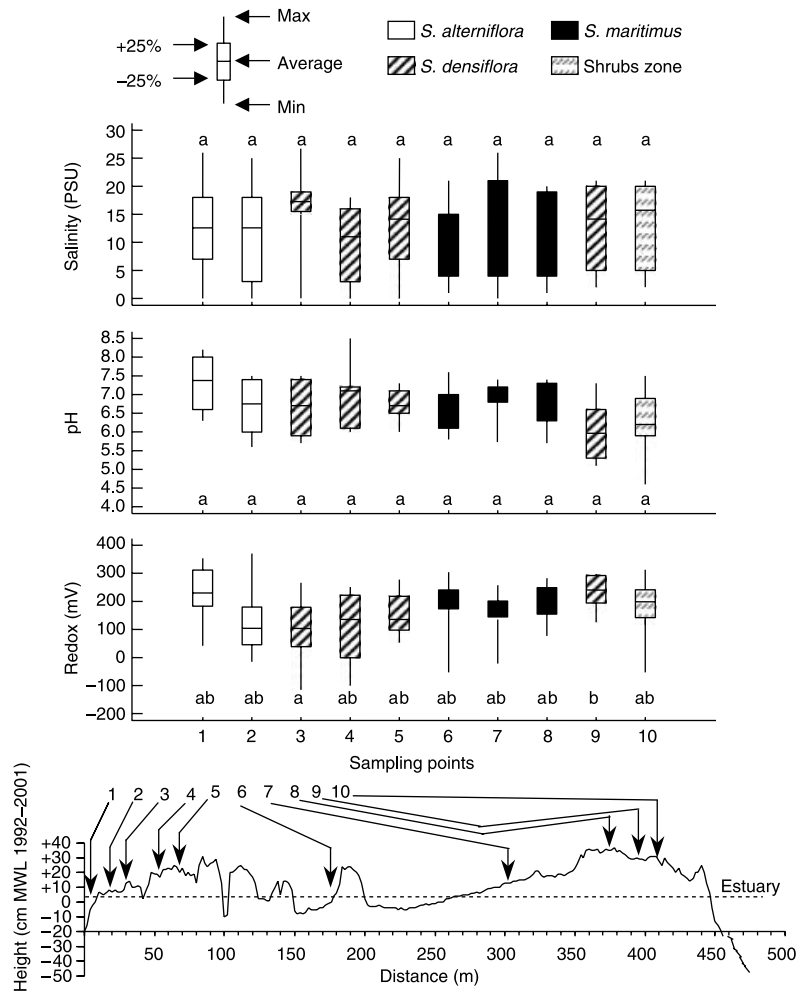 Max
+25%
Average
−25%
Min
S. alterniflora
S. maritimus
S. densiflora
Shrubs zone
Salinity (PSU)
30
25
20
15
10
5
0
a a a a a a a a a a
pH
8.5
8.0
7.5
7.0
6.5
6.0
5.5
5.0
4.5
4.0
a a a a a a a a a a
Redox (mV)
400
300
200
100
0
−100
−200
ab ab a ab ab ab ab ab b ab
1 2 3 4 5 6 7 8 9 10
Sampling points
Height (cm MWL 1992–2001)
1 2 3 4 5 6 7 8 9 10
+40
+30
+20
+10
0
−10
−20
−20
−30
−40
−50
Estuary
50 100 150 200 250 300 350 400 450 500
Distance (m)